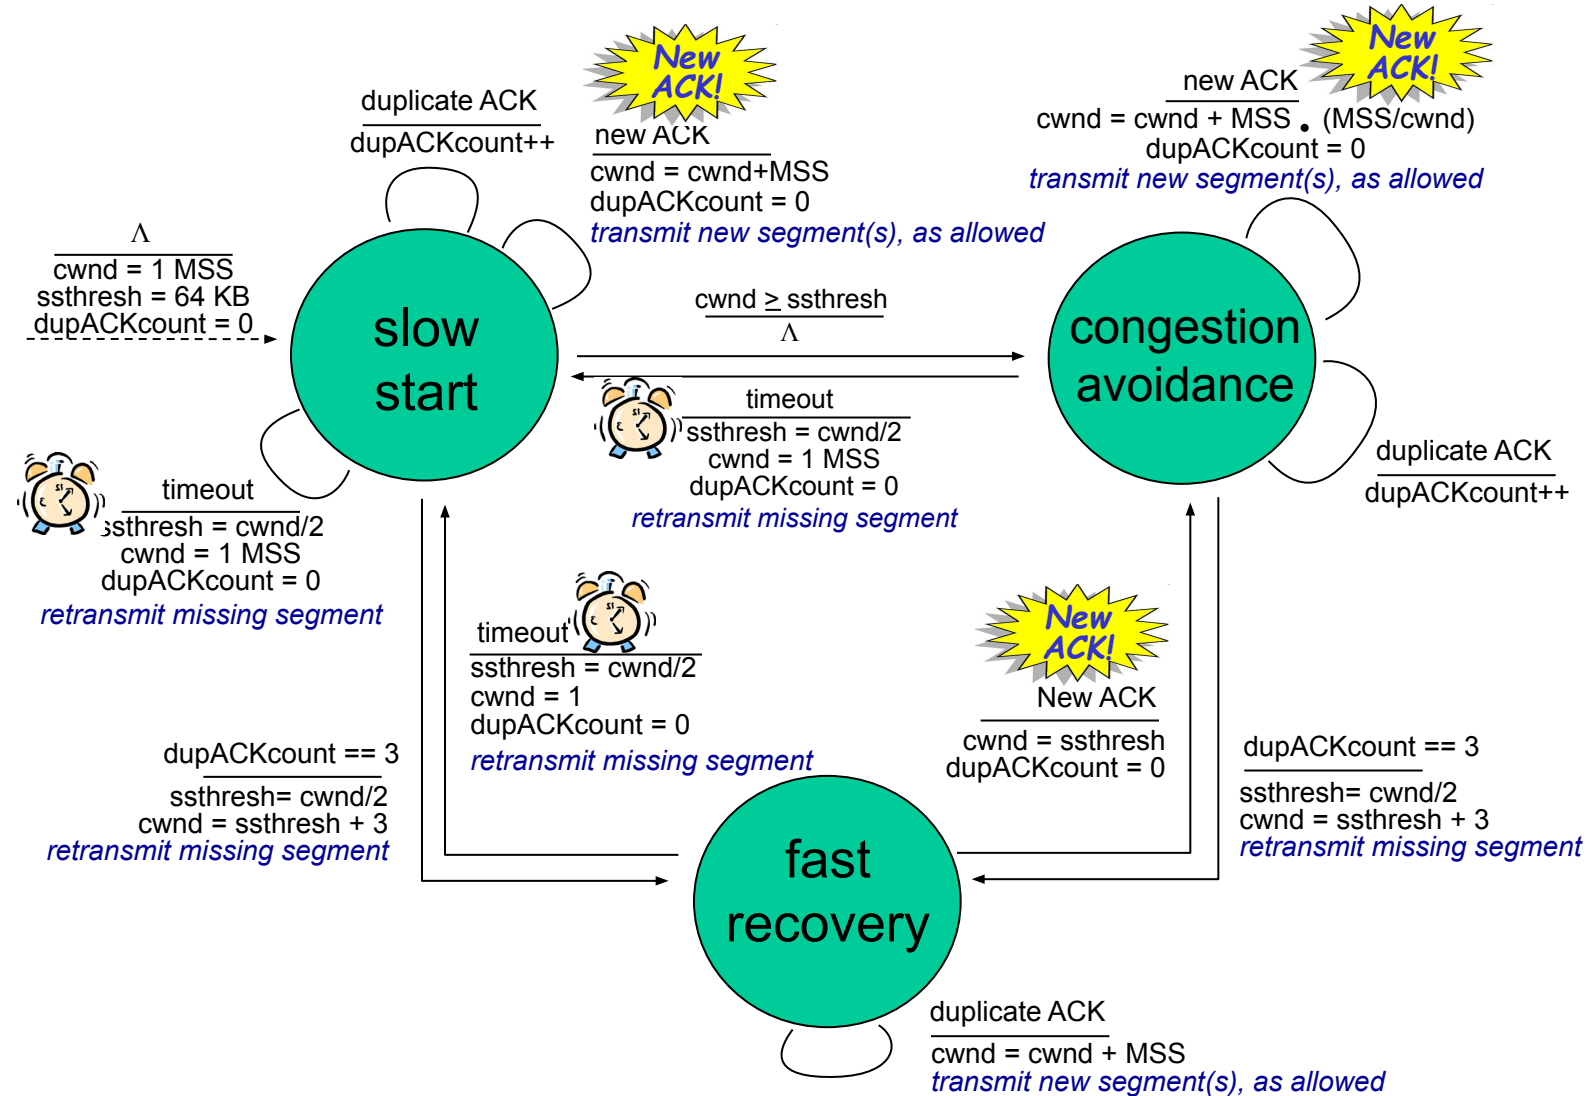 New
ACK!
duplicate ACK
dupACKcount++
new ACK
cwnd = cwnd+MSS
dupACKcount = 0
transmit new segment(s), as allowed
New
ACK!
new ACK
cwnd = cwnd + MSS • (MSS/cwnd)
dupACKcount = 0
transmit new segment(s), as allowed
Λ
cwnd = 1 MSS
ssthresh = 64 KB
dupACKcount = 0
slow
start
cwnd ≥ ssthresh
Λ
congestion
avoidance
timeout
ssthresh = cwnd/2
cwnd = 1 MSS
dupACKcount = 0
retransmit missing segment
duplicate ACK
dupACKcount++
timeout
ssthresh = cwnd/2
cwnd = 1 MSS
dupACKcount = 0
retransmit missing segment
timeout
ssthresh = cwnd/2
cwnd = 1
dupACKcount = 0
retransmit missing segment
New
ACK!
New ACK
cwnd = ssthresh
dupACKcount = 0
dupACKcount == 3
ssthresh= cwnd/2
cwnd = ssthresh + 3
retransmit missing segment
dupACKcount == 3
ssthresh= cwnd/2
cwnd = ssthresh + 3
retransmit missing segment
fast
recovery
duplicate ACK
cwnd = cwnd + MSS
transmit new segment(s), as allowed